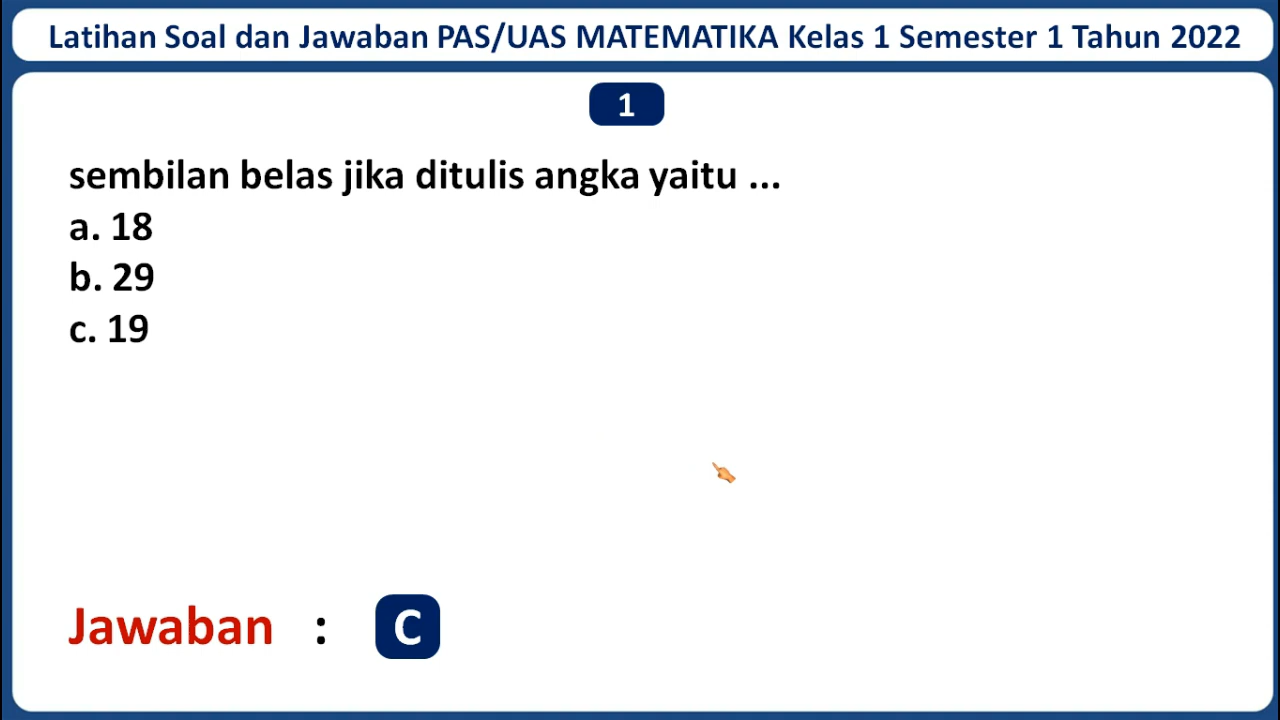 Latihan Soal dan Jawaban PAS/UAS MATEMATIKA Kelas 1 Semester 1 Tahun 2022
1
sembilan belas jika ditulis angka yaitu ...
a. 18
b. 29
c. 19
Jawaban : C